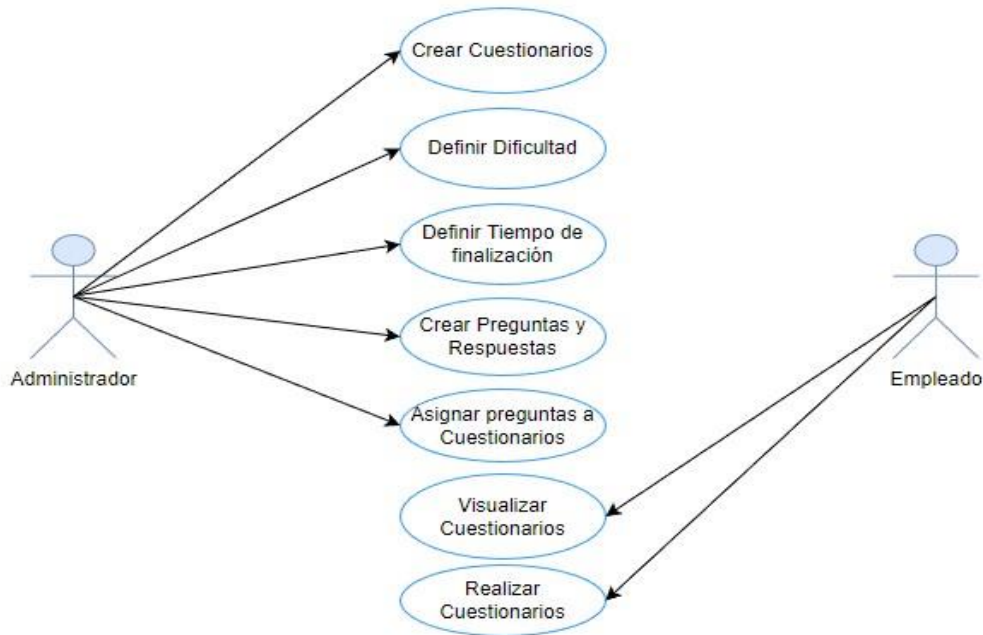 Crear Cuestionarios
Definir Dificultad
Definir Tiempo de
finalización
Crear Preguntas y
Respuestas
Administrador
Empleado
Asignar preguntas a
Cuestionarios
Visualizar
Cuestionarios
Realizar
Cuestionarios